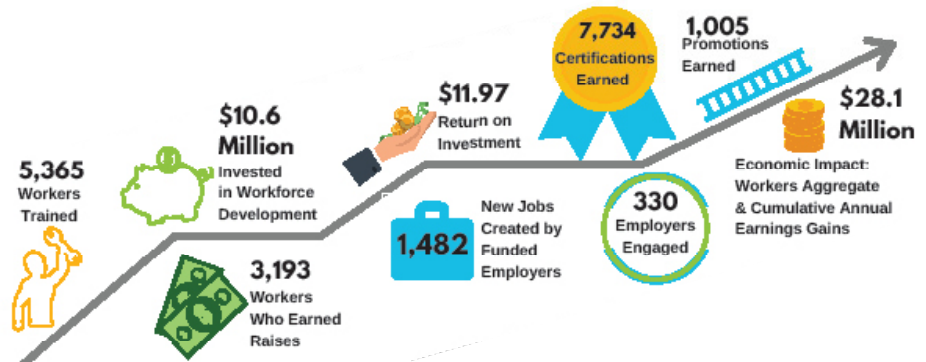 5,365
Workers
Trained
$10.6
Million
Invested
in Workforce
Development
3,193
Workers
Who Earned
Raises
$11.97
Return on
Investment
1,482
New Jobs
Created by
Funded
Employers
7,734
Certifications
Earned
330
Employers
Engaged
1,005
Promotions
Earned
$28.1
Million
Economic Impact:
Workers Aggregate
& Cumulative Annual
Earnings Gains